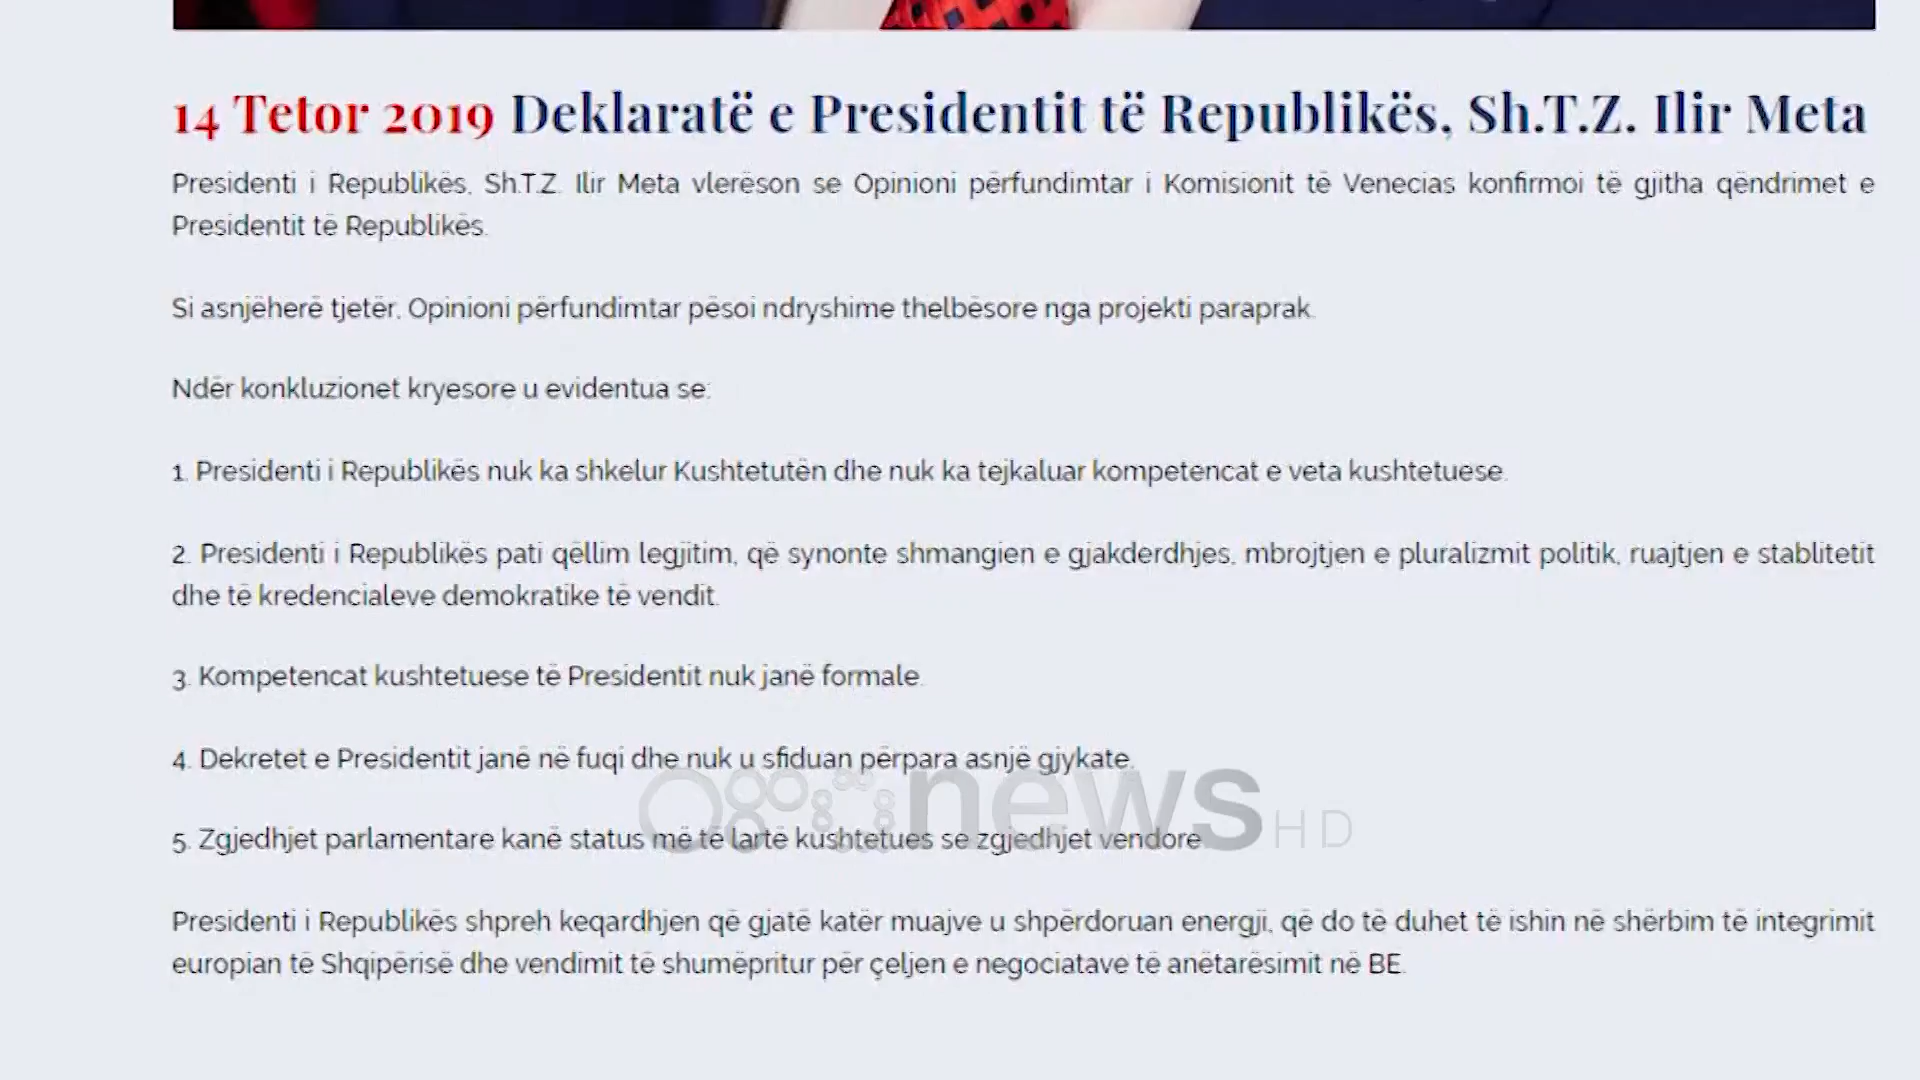 14 Tetor 2019 Deklaratë e Presidentit të Republikës, Sh.T.Z. Ilir Meta
Presidenti i Republikës, Sh.T.Z. Ilir Meta vlerëson se Opinioni përfundimtar i Komisionit të Venecias konfirmoi të gjitha qëndrimet e
Presidentit të Republikës.
Si asnjëherë tjetër, Opinioni përfundimtar pësoi ndryshime thelbësore nga projekti paraprak.
Ndër konkluzionet kryesore u evidentua se:
1. Presidenti i Republikës nuk ka shkelur Kushtetutën dhe nuk ka tejkaluar kompetencat e veta kushtetuese.
2. Presidenti i Republikës pati qëllim legjitim, që synonte shmangien e gjakderdhjes, mbrojtjen e pluralizmit politik, ruajtjen e stablitetit
dhe të kredencialeve demokratike të vendit.
3. Kompetencat kushtetuese të Presidentit nuk janë formale.
4. Dekretet e Presidentit janë në fuqi dhe nuk u sfiduan përpara asnjë gjykate.
news HD
5. Zgjedhjet parlamentare kanë status më të lartë kushtetues se zgjedhjet vendore.
Presidenti i Republikës shpreh keqardhjen që gjatë katër muajve u shpërdoruan energji, që do të duhet të ishin në shërbim të integrimit
europian të Shqipërisë dhe vendimit të shumëpritur për çeljen e negociatave të anëtarësimit në BE.